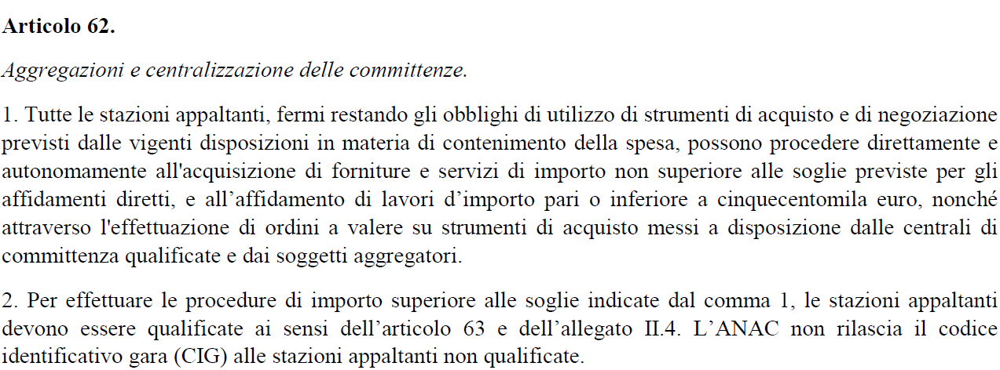 Articolo 62.
Aggregazioni e centralizzazione delle committenze.
1. Tutte le stazioni appaltanti, fermi restando gli obblighi di utilizzo di strumenti di acquisto e di negoziazione
previsti dalle vigenti disposizioni in materia di contenimento della spesa, possono procedere direttamente e
autonomamente all'acquisizione di forniture e servizi di importo non superiore alle soglie previste per gli
affidamenti diretti, e all’affidamento di lavori d’importo pari o inferiore a cinquecentomila euro, nonché
attraverso l'effettuazione di ordini a valere su strumenti di acquisto messi a disposizione dalle centrali di
committenza qualificate e dai soggetti aggregatori.
2. Per effettuare le procedure di importo superiore alle soglie indicate dal comma 1, le stazioni appaltanti
devono essere qualificate ai sensi dell’articolo 63 e dell’allegato II.4. L’ANAC non rilascia il codice
identificativo gara (CIG) alle stazioni appaltanti non qualificate.